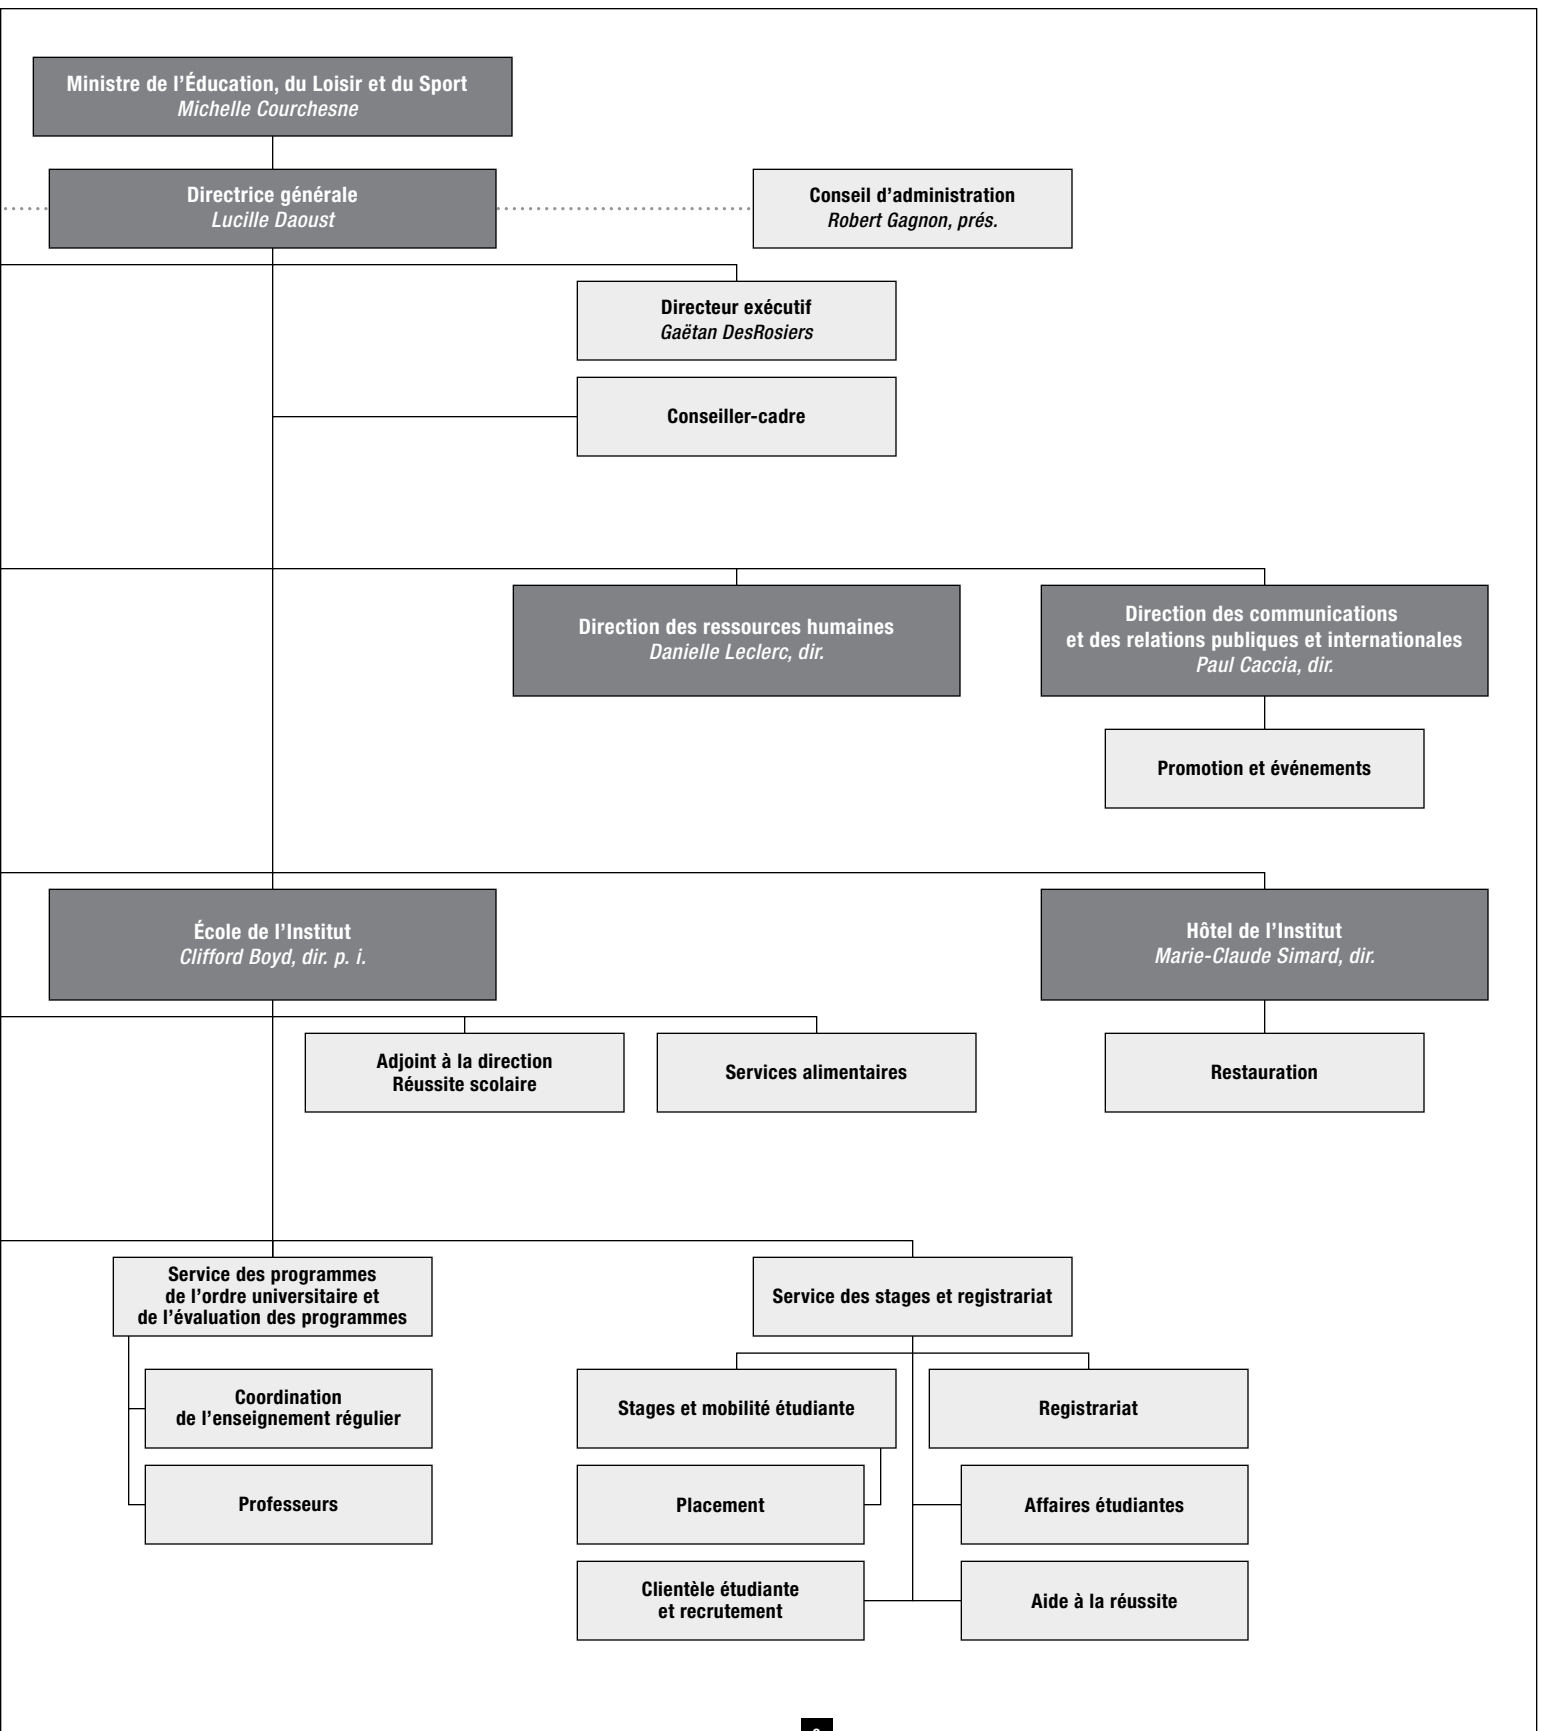 Ministre de l'Éducation, du Loisir et du Sport
Michelle Courchesne
Directrice générale
Lucille Daoust
Conseil d'administration
Robert Gagnon, prés.
Directeur exécutif
Gaëtan DesRosiers
Conseiller-cadre
Direction des ressources humaines
Danielle Leclerc, dir.
Direction des communications
et des relations publiques et internationales
Paul Caccia, dir.
Promotion et événements
École de l'Institut
Clifford Boyd, dir. p. i.
Hôtel de l'Institut
Marie-Claude Simard, dir.
Adjoint à la direction
Réussite scolaire
Services alimentaires
Restauration
Service des programmes
de l'ordre universitaire et
de l'évaluation des programmes
Service des stages et registrariat
Coordination
de l'enseignement régulier
Stages et mobilité étudiante
Registrariat
Professeurs
Placement
Affaires étudiantes
Clientèle étudiante
et recrutement
Aide à la réussite